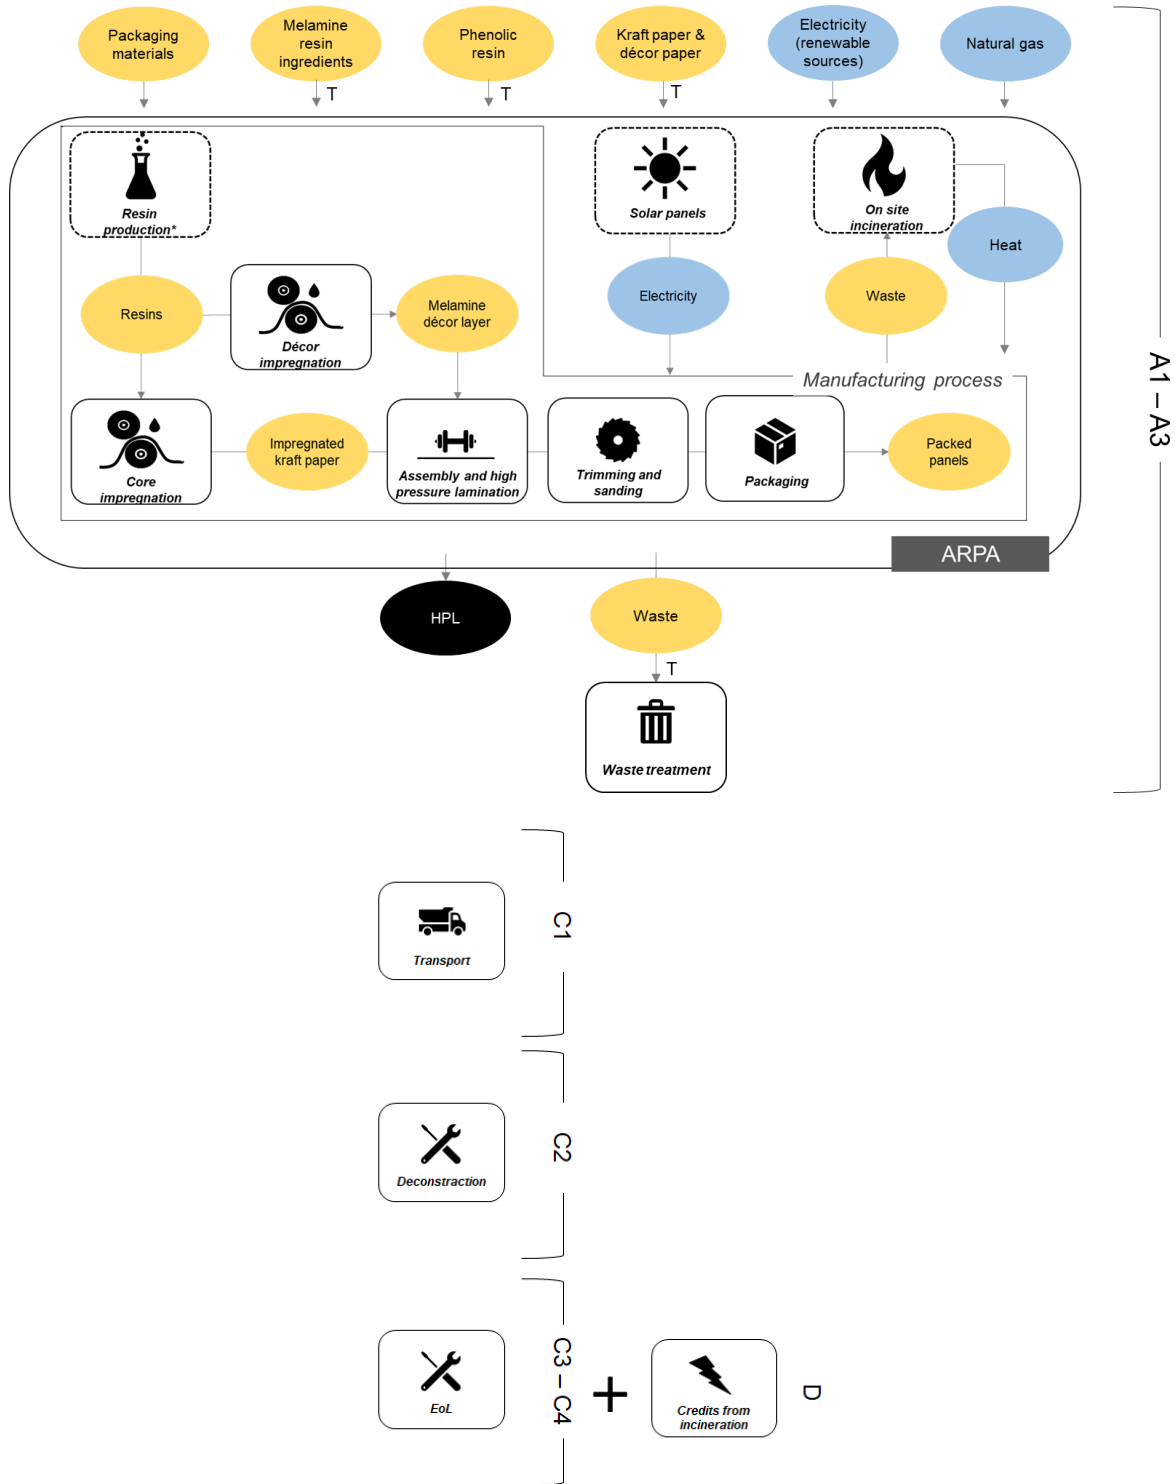 Packaging
materials
Melamine
resin
ingredients
Phenolic
resin
Kraft paper &
décor paper
Electricity
(renewable
sources)
Natural gas
T
T
T
Resin
production*
Solar panels
On site
incineration
Heat
Resins
Décor
impregnation
Melamine
décor layer
Electricity
Waste
Manufacturing process
A1 – A3
Core
impregnation
Impregnated
kraft paper
Assembly and high
pressure lamination
Trimming and
sanding
Packaging
Packed
panels
ARPA
HPL
Waste
T
Waste treatment
Transport
C1
Deconstraction
C2
EoL
C3 – C4
+
Credits from
incineration
D